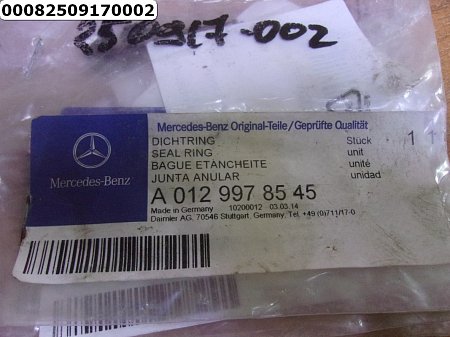 00082509170002
250917-002
Mercedes-Benz Original-Teile/Geprüfte Qualität
DICHTRING Stück 1 1
SEAL RING unit
BAGUE ETANCHEITE unité
JUNTA ANULAR unidad
Mercedes-Benz
A 012 997 85 45
Made in Germany 10200012 03.03.14
Daimler AG, 70546 Stuttgart, Germany, Tel. +49 (0)711/17-0